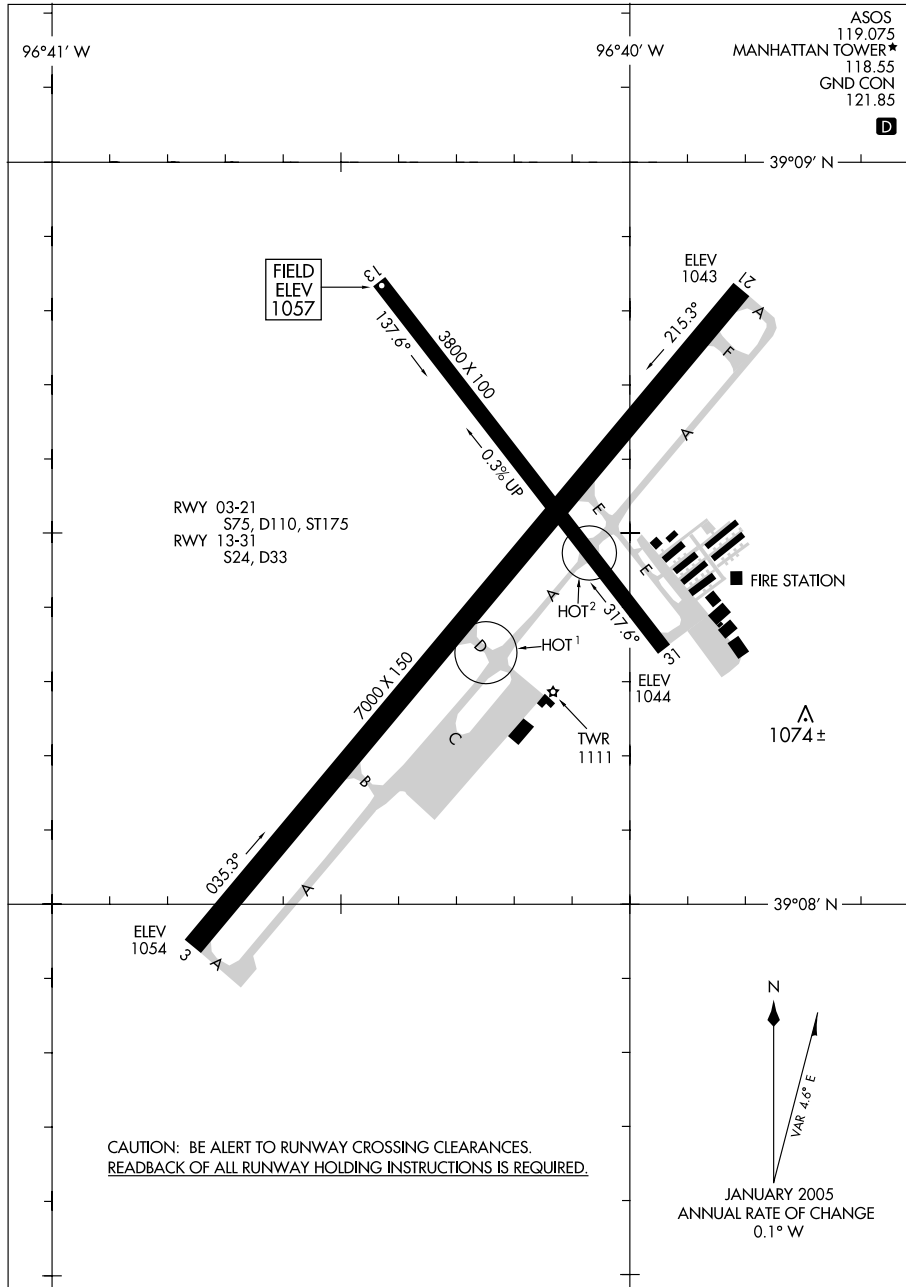 ASOS
119.075
MANHATTAN TOWER★
118.55
GND CON
121.85
D
96°41' W
96°40' W
39°09' N
FIELD
ELEV
1057
13
137.6°
3800 X 100
0.3% UP
ELEV
1043
21
215.3°
A
F
A
E
E
RWY 03-21
S75, D110, ST175
RWY 13-31
S24, D33
FIRE STATION
A
HOT²
317.6°
31
ELEV
1044
D
HOT¹
7000 X 150
TWR
1111
C
1074 ±
B
035.3°
A
39°08' N
ELEV
1054
3
A
N
VAR 4.6° E
JANUARY 2005
ANNUAL RATE OF CHANGE
0.1° W
CAUTION: BE ALERT TO RUNWAY CROSSING CLEARANCES.
READBACK OF ALL RUNWAY HOLDING INSTRUCTIONS IS REQUIRED.